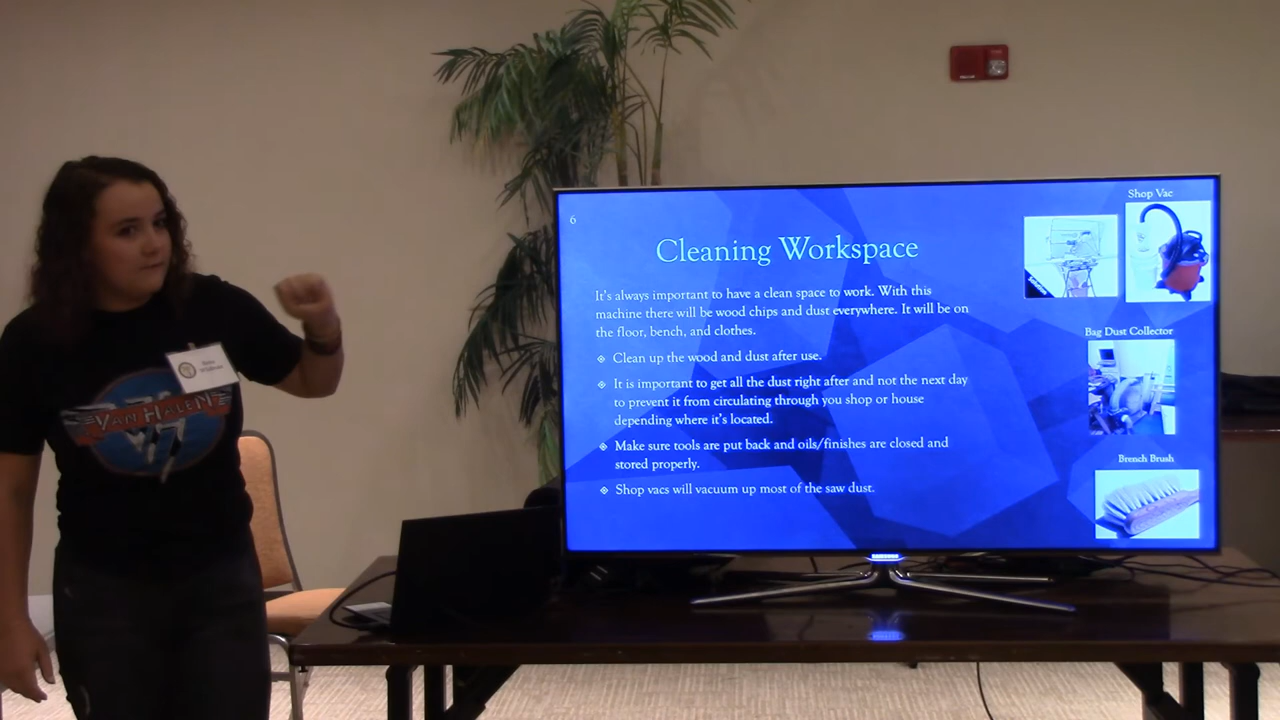 6
Cleaning Workspace
It's always important to have a clean space to work. With this
machine there will be wood chips and dust everywhere. It will be on
the floor, bench, and clothes.
Clean up the wood and dust after use.
It is important to get all the dust right after and not the next day
to prevent it from circulating through you shop or house
depending where it's located.
Make sure tools are put back and oils/finishes are closed and
stored properly.
Shop vacs will vacuum up most of the saw dust.
Shop Vac
Bag Dust Collector
Brench Brush
SAMSUNG
VAN HALEN